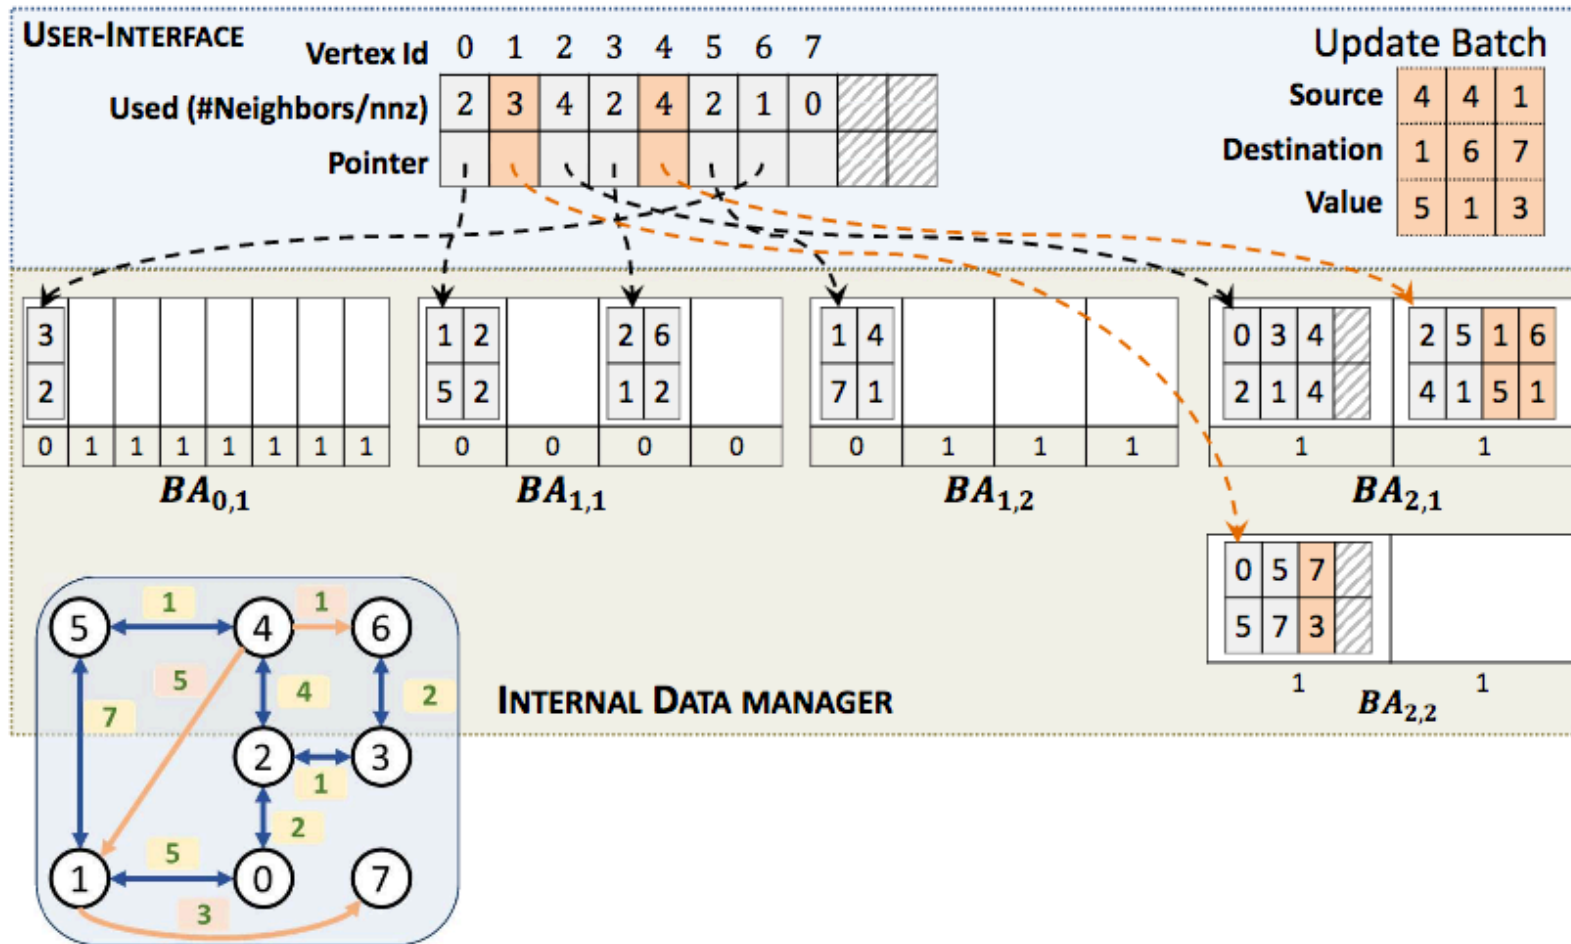 USER-INTERFACE
Vertex Id 0 1 2 3 4 5 6 7
Used (#Neighbors/nnz) 2 3 4 2 4 2 1 0
Pointer
Update Batch
Source 4 4 1
Destination 1 6 7
Value 5 1 3
3 1 2 2 6 1 4 0 3 4 2 5 1 6
2 5 2 1 2 7 1 2 1 4 4 1 5 1
0 1 1 1 1 1 1 1 0 0 0 0 0 1 1 1 1 1
BA0,1 BA1,1 BA1,2 BA2,1
0 5 7
5 7 3
1 1
BA2,2
INTERNAL DATA MANAGER
1 1
5 4 6
5 4 2
7
2 3
1
2
5
1 0 7
3